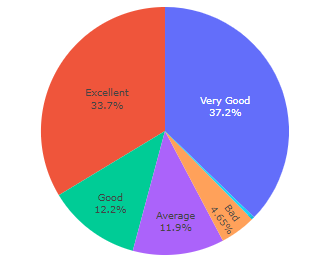 Excellent
33.7%
Very Good
37.2%
Good
12.2%
Average
11.9%
Bad
4.65%